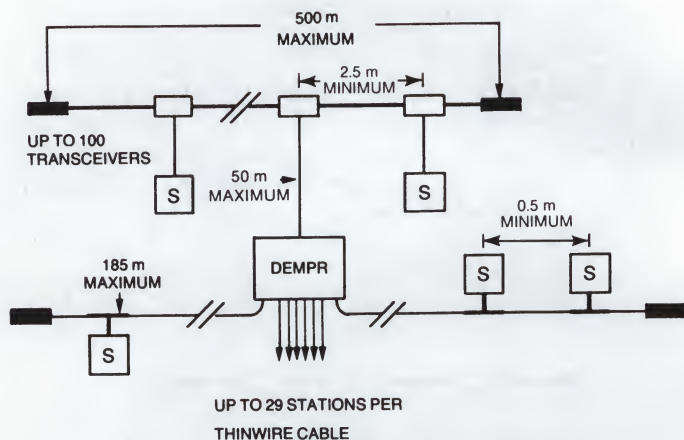 500 m
MAXIMUM
2.5 m
MINIMUM
UP TO 100
TRANSCEIVERS
S
50 m
MAXIMUM
S
0.5 m
MINIMUM
185 m
MAXIMUM
DEMPR
S
S
S
UP TO 29 STATIONS PER
THINWIRE CABLE